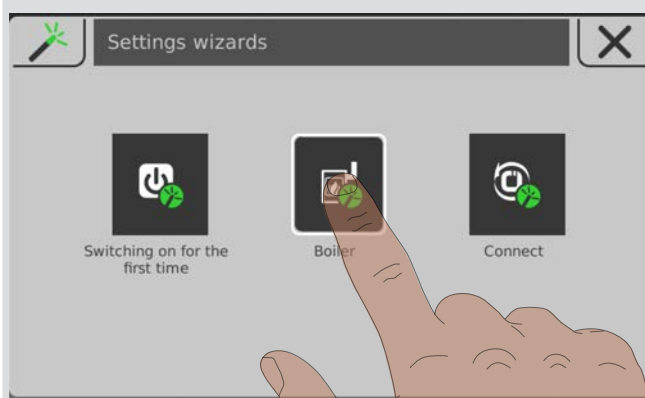 Settings wizards
Switching on for the
first time
Boiler
Connect